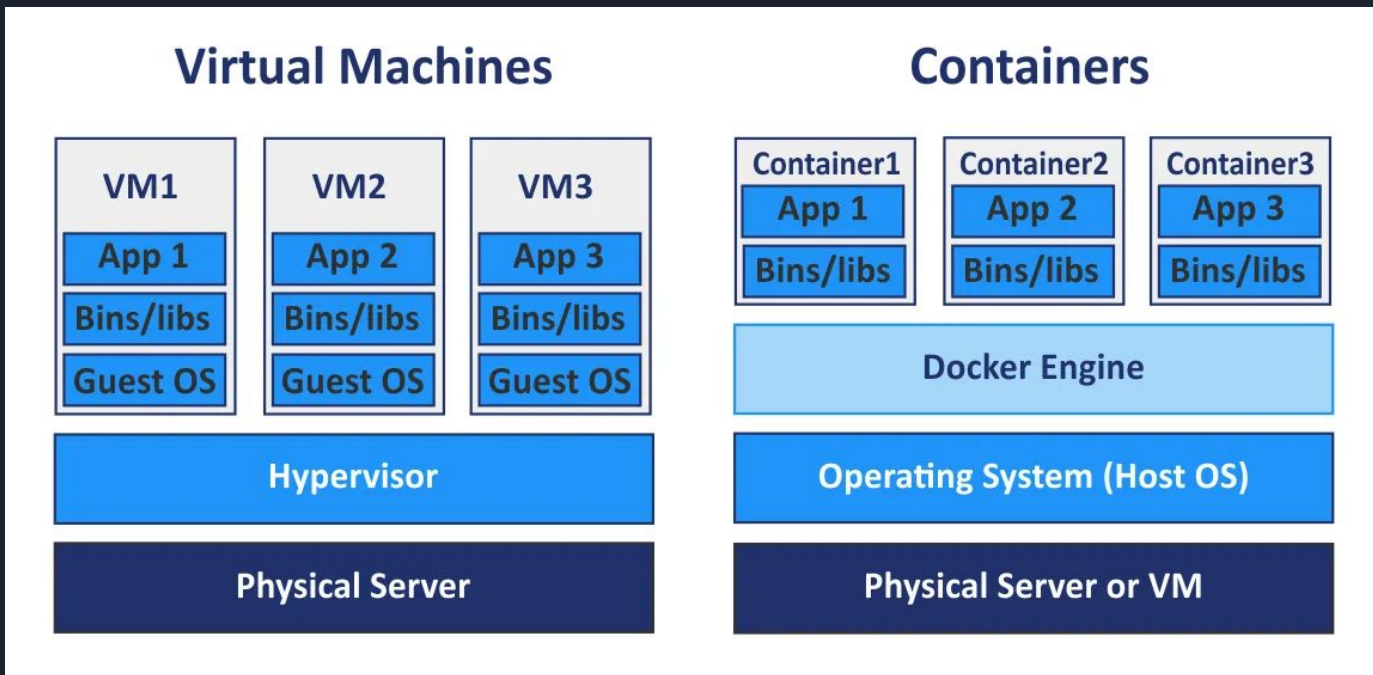 Virtual Machines
VM1
App 1
Bins/libs
Guest OS
VM2
App 2
Bins/libs
Guest OS
VM3
App 3
Bins/libs
Guest OS
Hypervisor
Physical Server
Containers
Container1
App 1
Bins/libs
Container2
App 2
Bins/libs
Container3
App 3
Bins/libs
Docker Engine
Operating System (Host OS)
Physical Server or VM